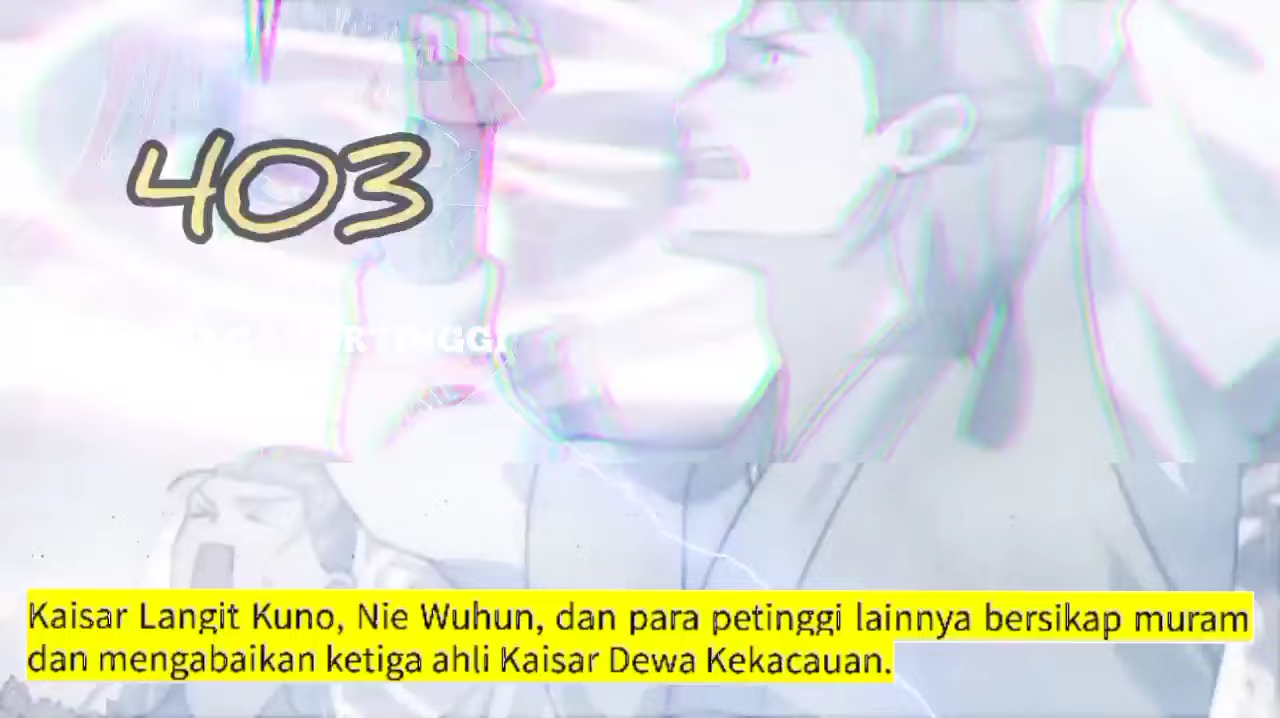 403
Kaisar Langit Kuno, Nie Wuhun, dan para petinggi lainnya bersikap muram
dan mengabaikan ketiga ahli Kaisar Dewa Kekacauan.